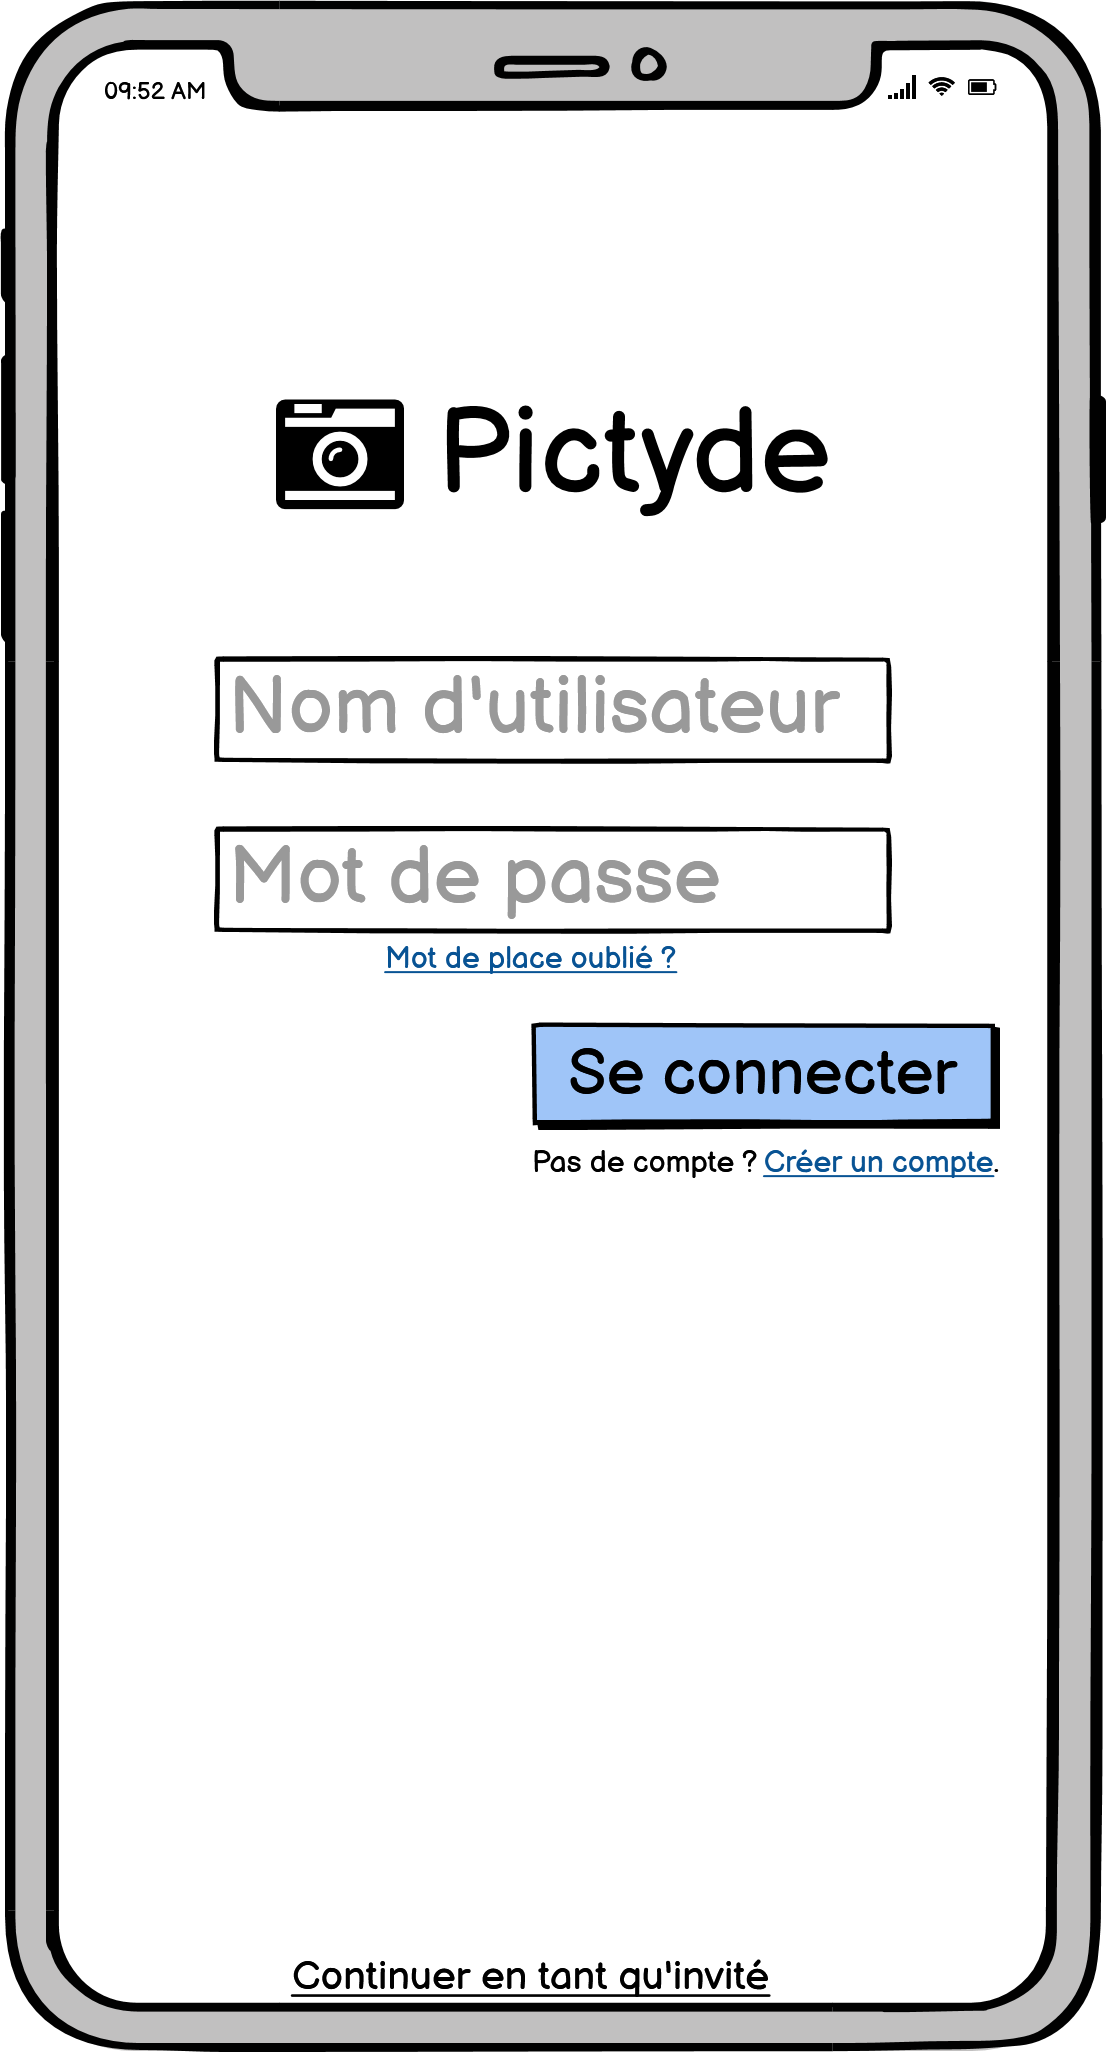 09:52 AM
Pictyde
Nom d'utilisateur
Mot de passe
Mot de place oublié ?
Se connecter
Pas de compte ? Créer un compte.
Continuer en tant qu'invité